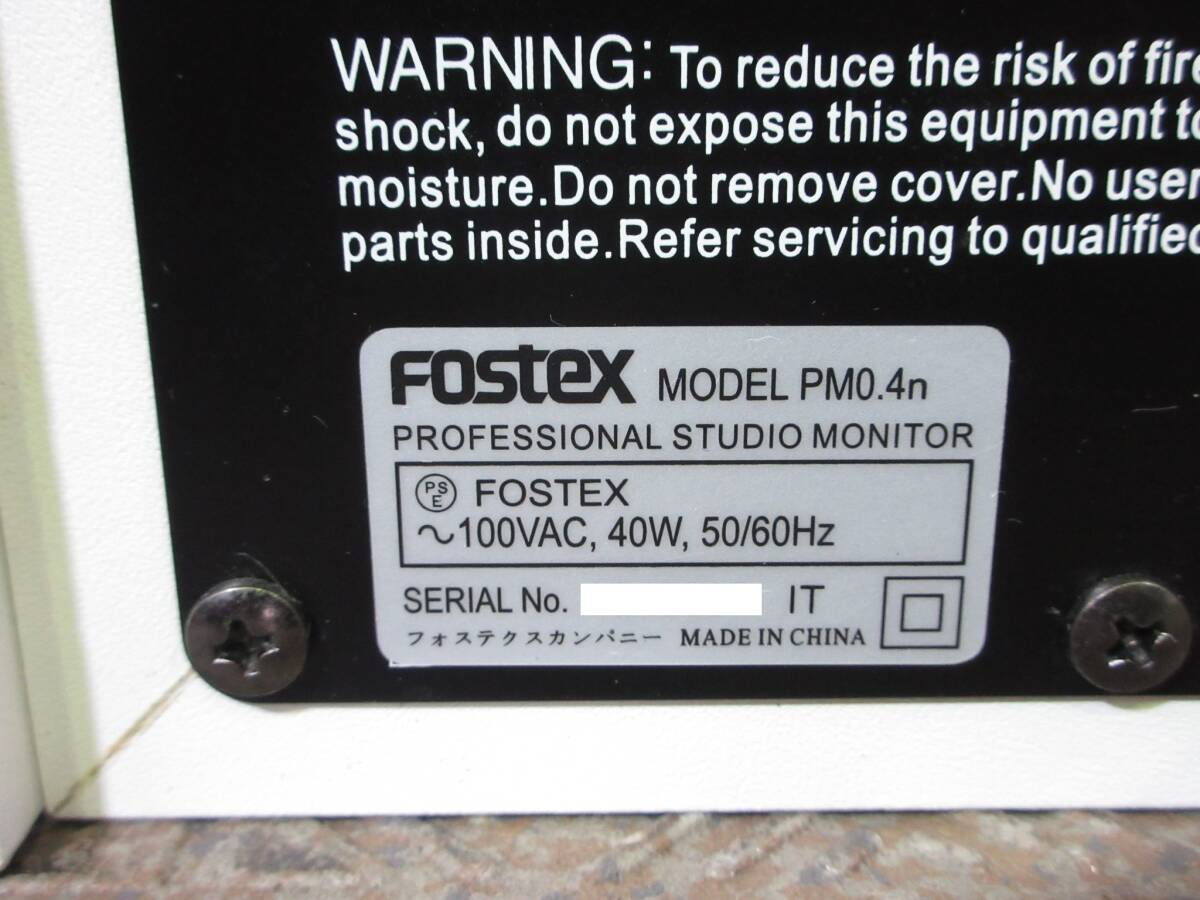 WARNING: To reduce the risk of fire
shock, do not expose this equipment to
moisture.Do not remove cover.No user
parts inside.Refer servicing to qualified
FOSTEX MODEL PM0.4n
PROFESSIONAL STUDIO MONITOR
PSE FOSTEX
~100VAC, 40W, 50/60Hz
SERIAL No. IT
フォステクスカンパニー MADE IN CHINA